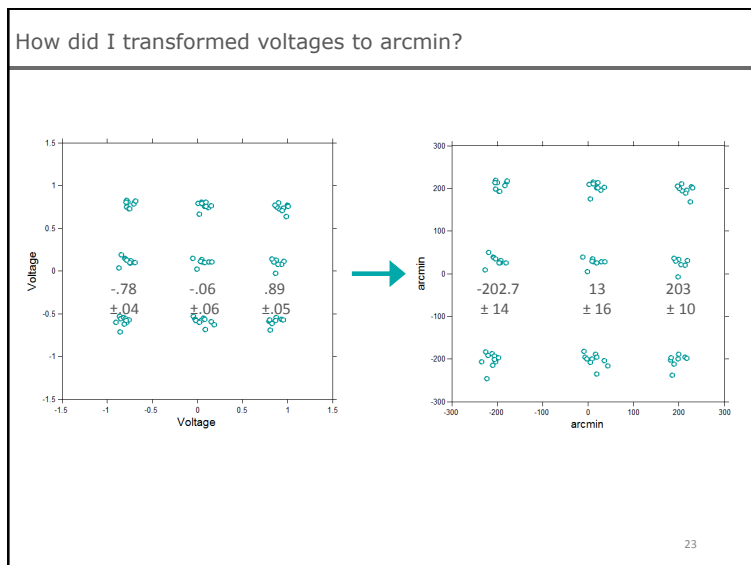 How did I transformed voltages to arcmin?
1.5
1
0.5
0
-0.5
-1
-1.5
Voltage
-.78 -.06 .89
±.04 ±.06 ±.05
-1.5 -1 -0.5 0 0.5 1 1.5
Voltage
300
200
100
0
-100
-200
-300
arcmin
-202.7 13 203
± 14 ± 16 ± 10
-300 -200 -100 0 100 200 300
arcmin
23